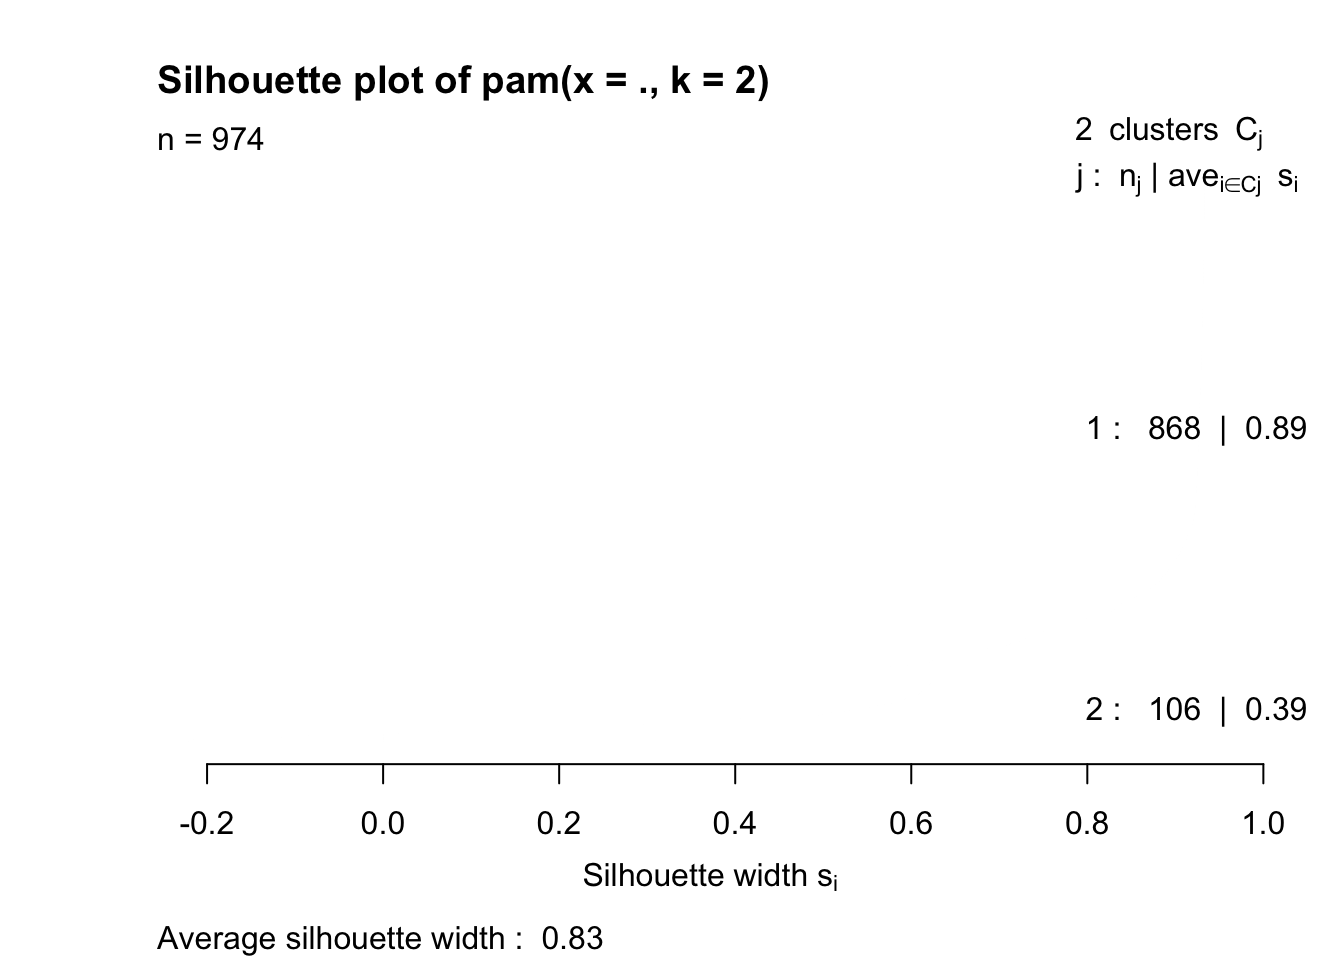 Silhouette plot of pam(x = ., k = 2)
n = 974
2 clusters Cj
j : nj | avei∈Cj si
1 : 868 | 0.89
2 : 106 | 0.39
-0.2 0.0 0.2 0.4 0.6 0.8 1.0
Silhouette width si
Average silhouette width : 0.83